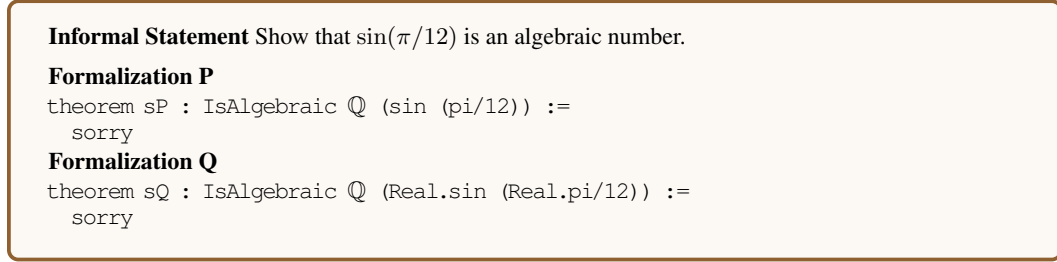 Informal Statement Show that sin(π/12) is an algebraic number.
Formalization P
theorem sP : IsAlgebraic ℚ (sin (pi/12)) :=
  sorry
Formalization Q
theorem sQ : IsAlgebraic ℚ (Real.sin (Real.pi/12)) :=
  sorry